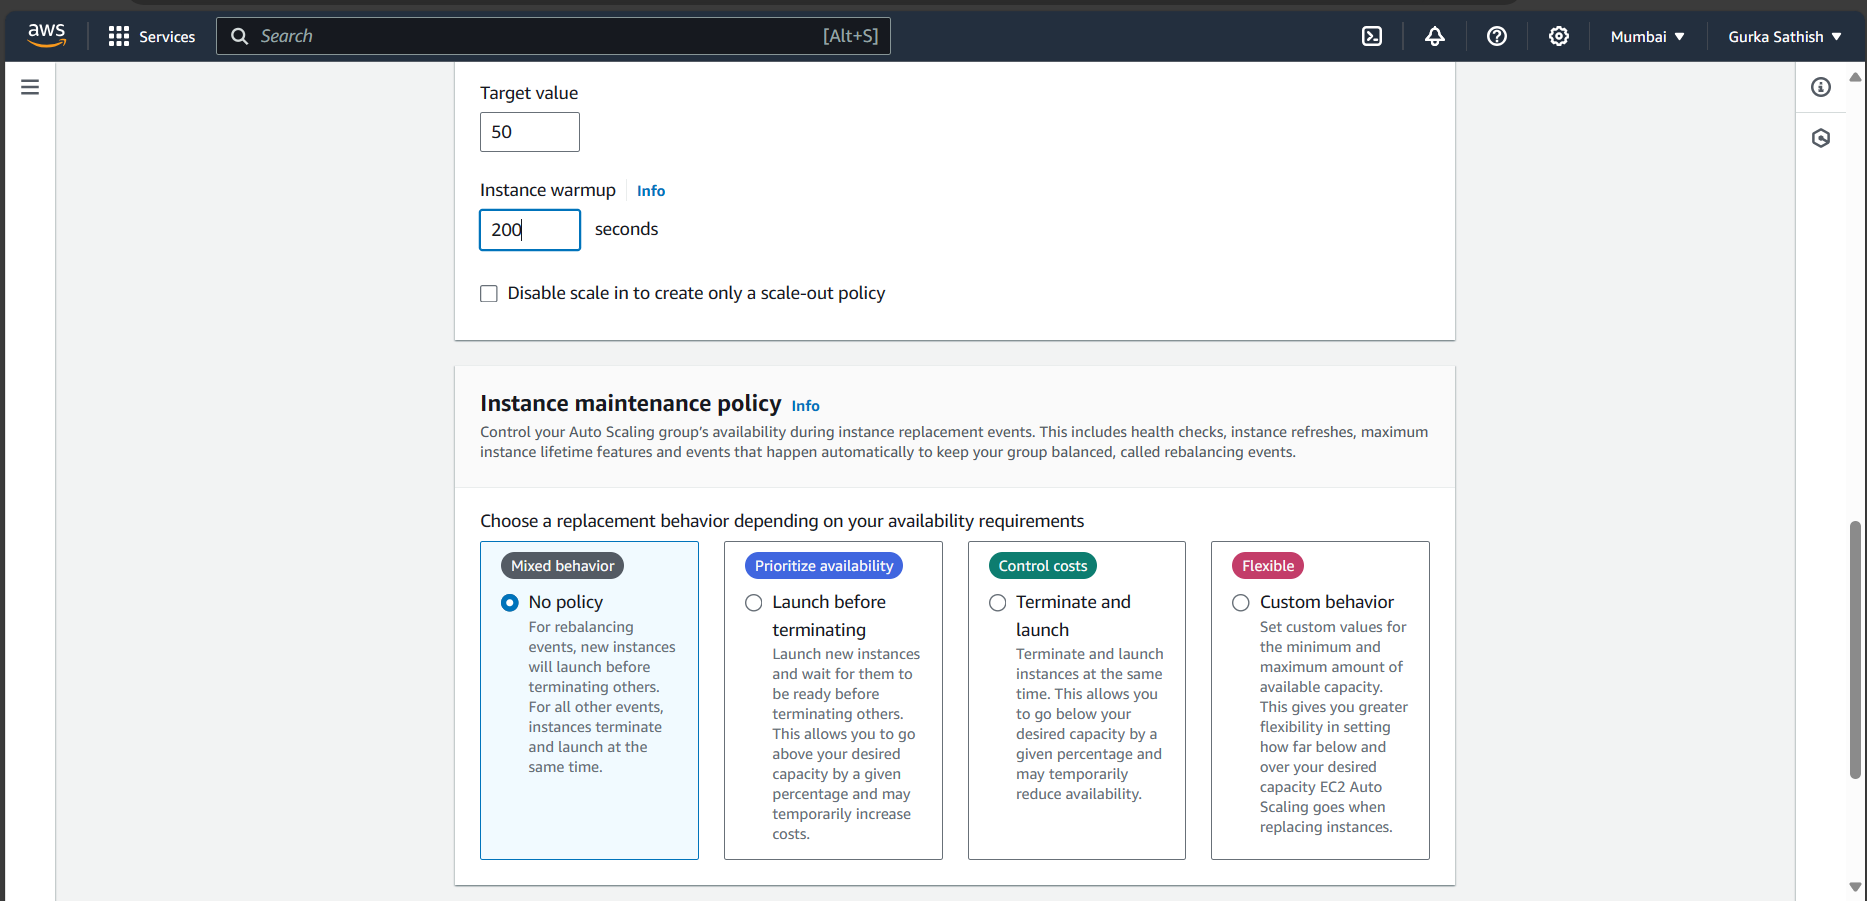 aws
Services
Search
[Alt+S]
Mumbai
Gurka Sathish
Target value
50
Instance warmup
Info
200
seconds
Disable scale in to create only a scale-out policy
Instance maintenance policy
Info
Control your Auto Scaling group's availability during instance replacement events. This includes health checks, instance refreshes, maximum
instance lifetime features and events that happen automatically to keep your group balanced, called rebalancing events.
Choose a replacement behavior depending on your availability requirements
Mixed behavior
No policy
For rebalancing
events, new instances
will launch before
terminating others.
For all other events,
instances terminate
and launch at the
same time.
Prioritize availability
Launch before
terminating
Launch new instances
and wait for them to
be ready before
terminating others.
This allows you to go
above your desired
capacity by a given
percentage and may
temporarily increase
costs.
Control costs
Terminate and
launch
Terminate and launch
instances at the same
time. This allows you
to go below your
desired capacity by a
given percentage and
may temporarily
reduce availability.
Flexible
Custom behavior
Set custom values for
the minimum and
maximum amount of
available capacity.
This gives you greater
flexibility in setting
how far below and
over your desired
capacity EC2 Auto
Scaling goes when
replacing instances.